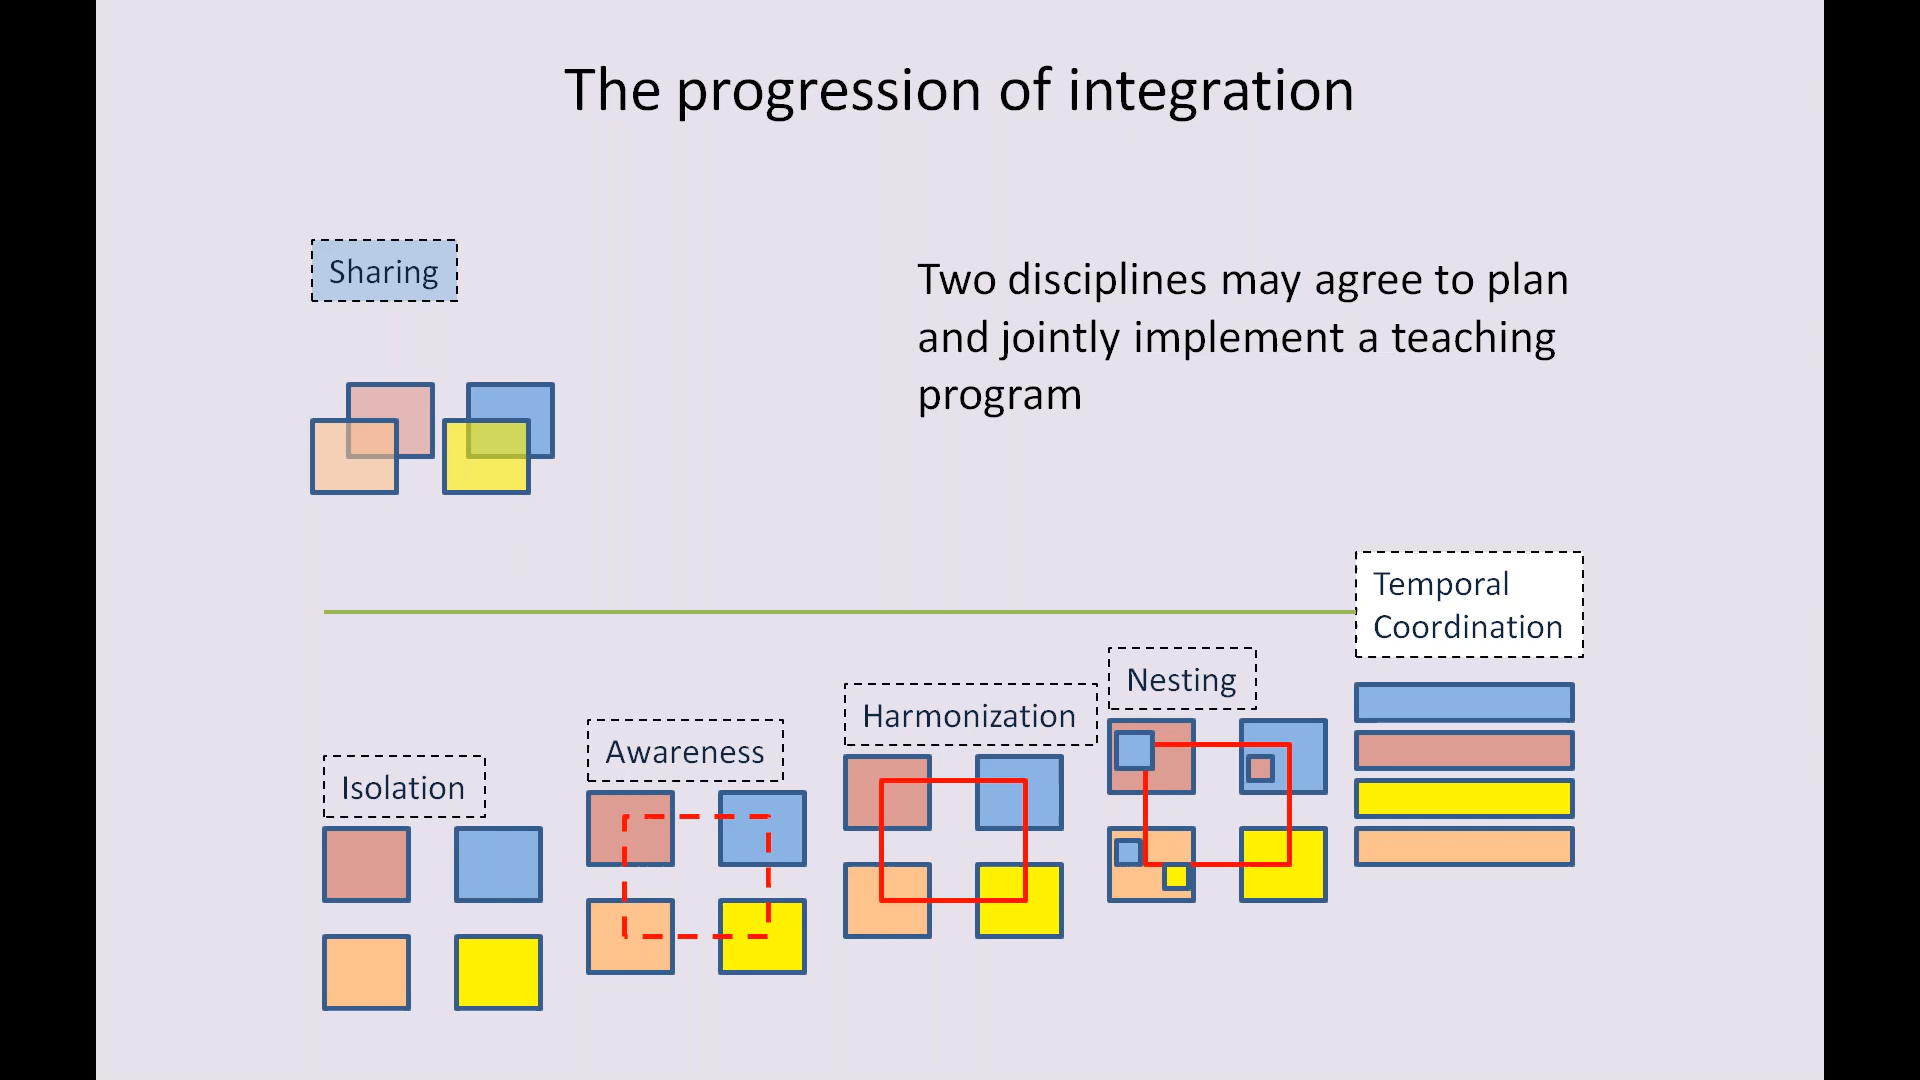 The progression of integration
Sharing
Two disciplines may agree to plan
and jointly implement a teaching
program
Temporal
Coordination
Nesting
Harmonization
Awareness
Isolation